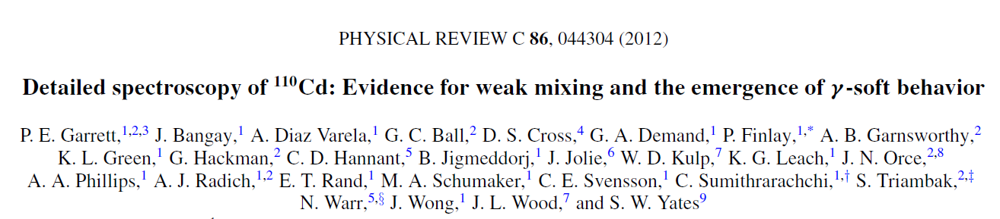 PHYSICAL REVIEW C 86, 044304 (2012)
Detailed spectroscopy of ¹¹⁰Cd: Evidence for weak mixing and the emergence of γ-soft behavior
P. E. Garrett,¹,²,³ J. Bangay,¹ A. Diaz Varela,¹ G. C. Ball,² D. S. Cross,⁴ G. A. Demand,¹ P. Finlay,¹,* A. B. Garnsworthy,²
K. L. Green,¹ G. Hackman,² C. D. Hannant,⁵ B. Jigmeddorj,¹ J. Jolie,⁶ W. D. Kulp,⁷ K. G. Leach,¹ J. N. Orce,²,⁸
A. A. Phillips,¹ A. J. Radich,¹,² E. T. Rand,¹ M. A. Schumaker,¹ C. E. Svensson,¹ C. Sumithrarachchi,¹,† S. Triambak,²,‡
N. Warr,⁵,§ J. Wong,¹ J. L. Wood,⁷ and S. W. Yates⁹